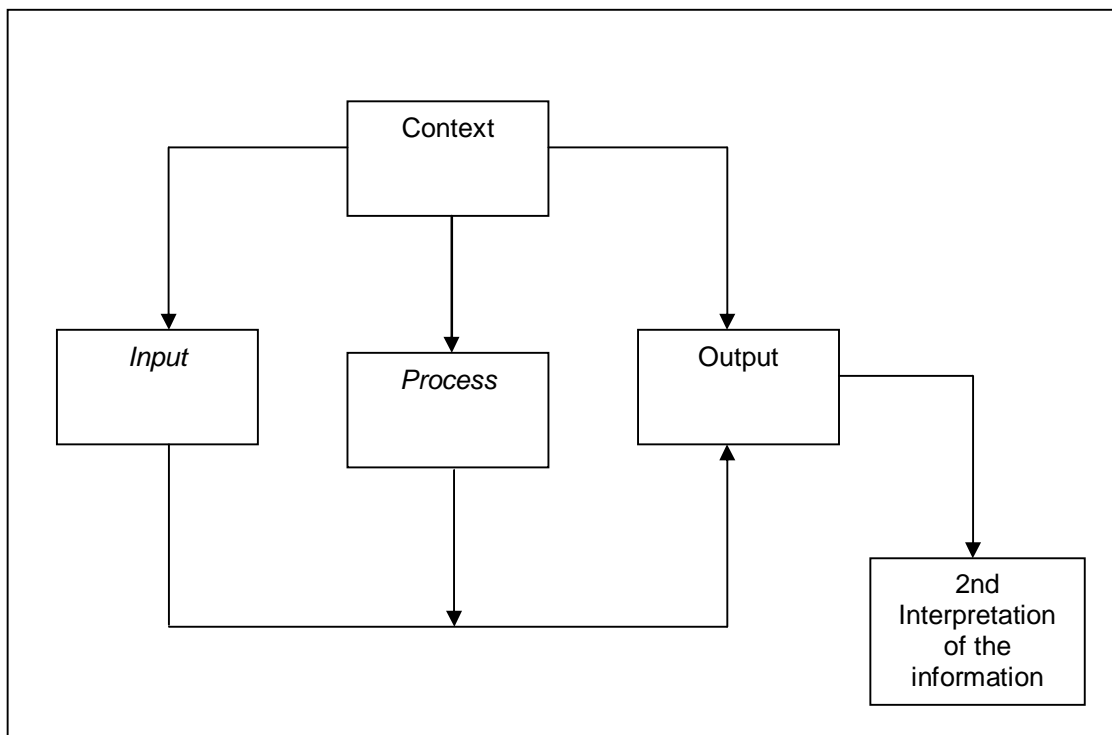 Context
Input
Process
Output
2nd
Interpretation
of the
information